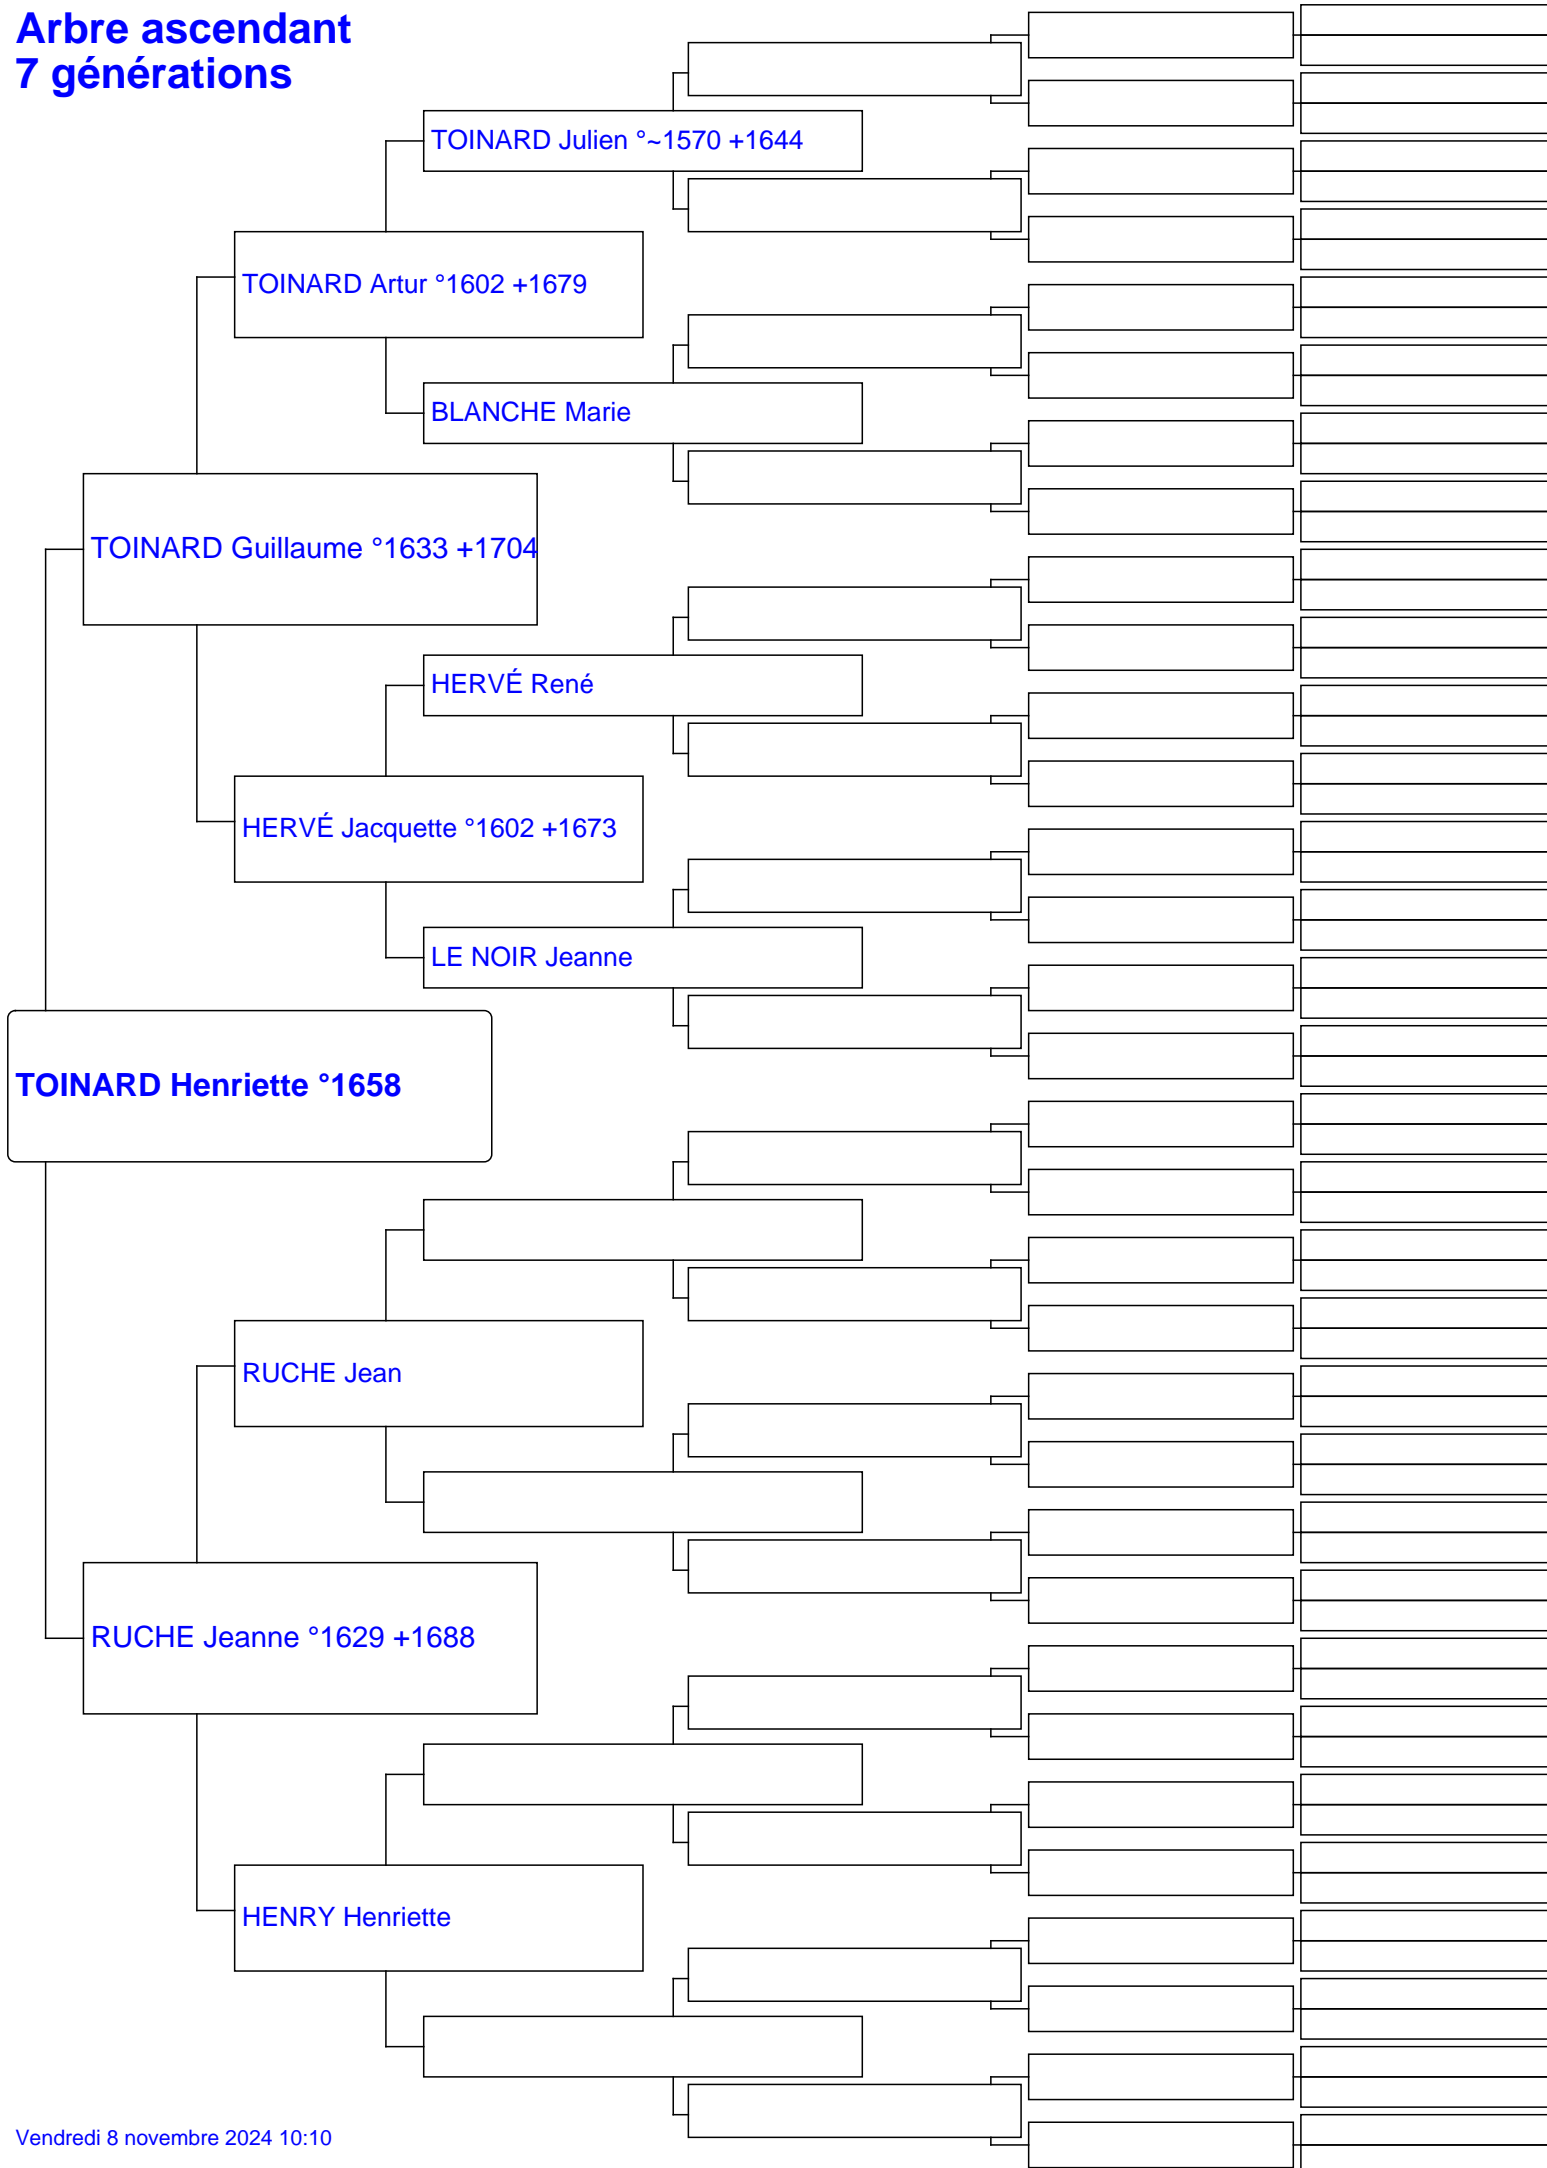 Arbre ascendant
7 générations
TOINARD Julien °~1570 +1644
TOINARD Artur °1602 +1679
BLANCHE Marie
TOINARD Guillaume °1633 +1704
HERVÉ René
HERVÉ Jacquette °1602 +1673
LE NOIR Jeanne
TOINARD Henriette °1658
RUCHE Jean
RUCHE Jeanne °1629 +1688
HENRY Henriette
Vendredi 8 novembre 2024 10:10